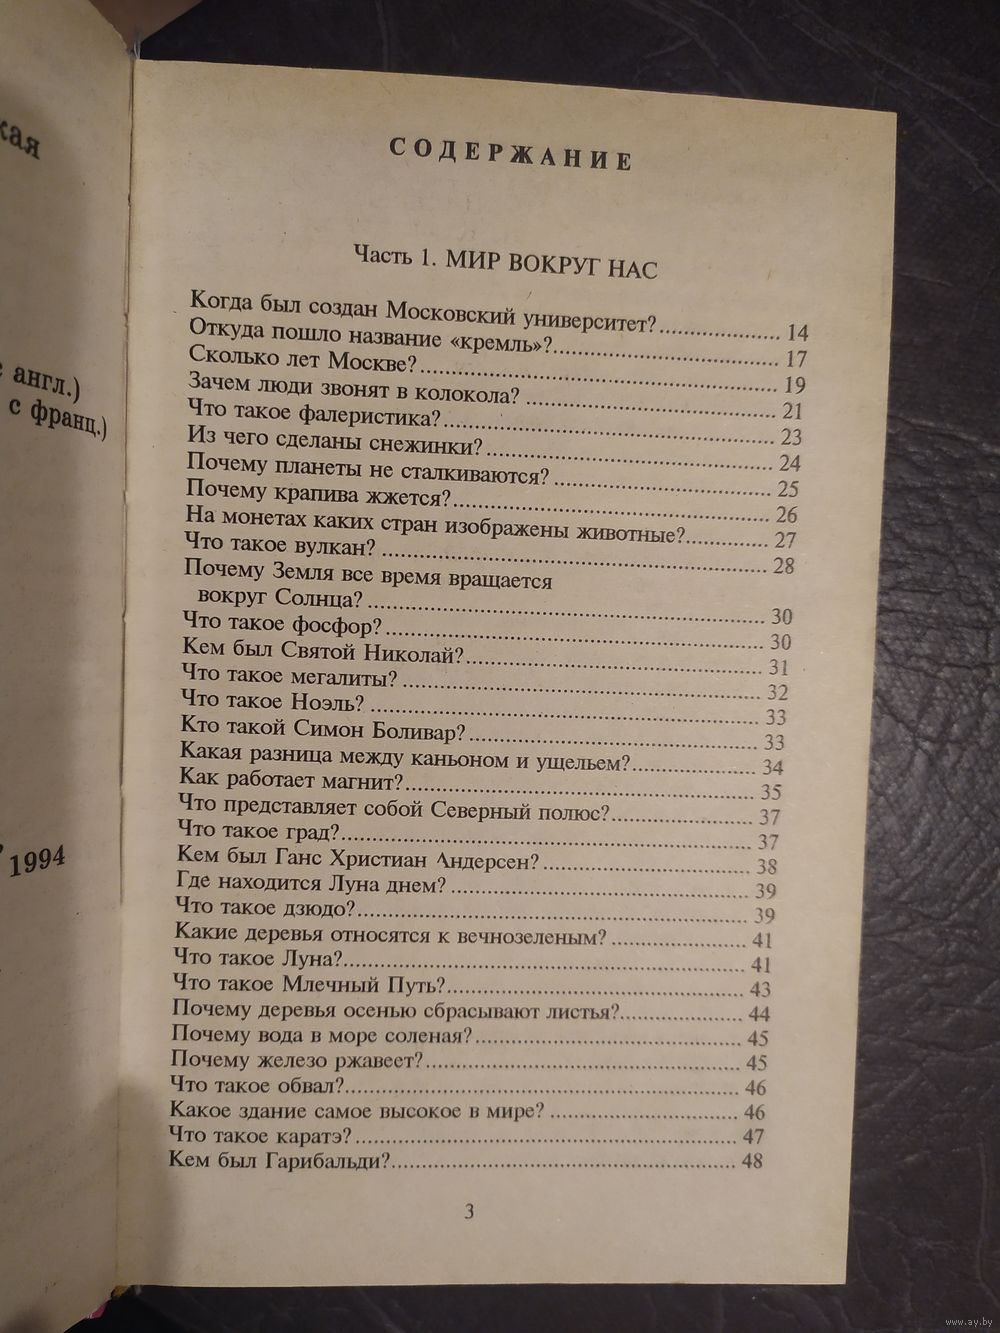 кая
англ.)
с франц.)
1994
СОДЕРЖАНИЕ
Часть 1. МИР ВОКРУГ НАС
Когда был создан Московский университет?.................. 14
Откуда пошло название «кремль»?.................................. 17
Сколько лет Москве?..................................................... 19
Зачем люди звонят в колокола? ..................................... 21
Что такое фалеристика?.................................................. 23
Из чего сделаны снежинки?........................................... 24
Почему планеты не сталкиваются? ................................ 25
Почему крапива жжется?............................................... 26
На монетах каких стран изображены животные?............ 27
Что такое вулкан? .......................................................... 28
Почему Земля все время вращается
вокруг Солнца?............................................................ 30
Что такое фосфор?......................................................... 30
Кем был Святой Николай?............................................ 31
Что такое мегалиты? ...................................................... 32
Что такое Ноэль? ........................................................... 33
Кто такой Симон Боливар?........................................... 33
Какая разница между каньоном и ущельем?.................. 34
Как работает магнит?..................................................... 35
Что представляет собой Северный полюс?..................... 37
Что такое град?.............................................................. 37
Кем был Ганс Христиан Андерсен?............................... 38
Где находится Луна днем? ............................................. 39
Что такое дзюдо?........................................................... 39
Какие деревья относятся к вечнозеленым? .................... 41
Что такое Луна?............................................................. 41
Что такое Млечный Путь?............................................. 43
Почему деревья осенью сбрасывают листья?.................. 44
Почему вода в море соленая?........................................ 45
Почему железо ржавеет?................................................ 45
Что такое обвал?............................................................ 46
Какое здание самое высокое в мире? ............................ 46
Что такое каратэ? .......................................................... 47
Кем был Гарибальди?.................................................... 48
3
www.ay.by